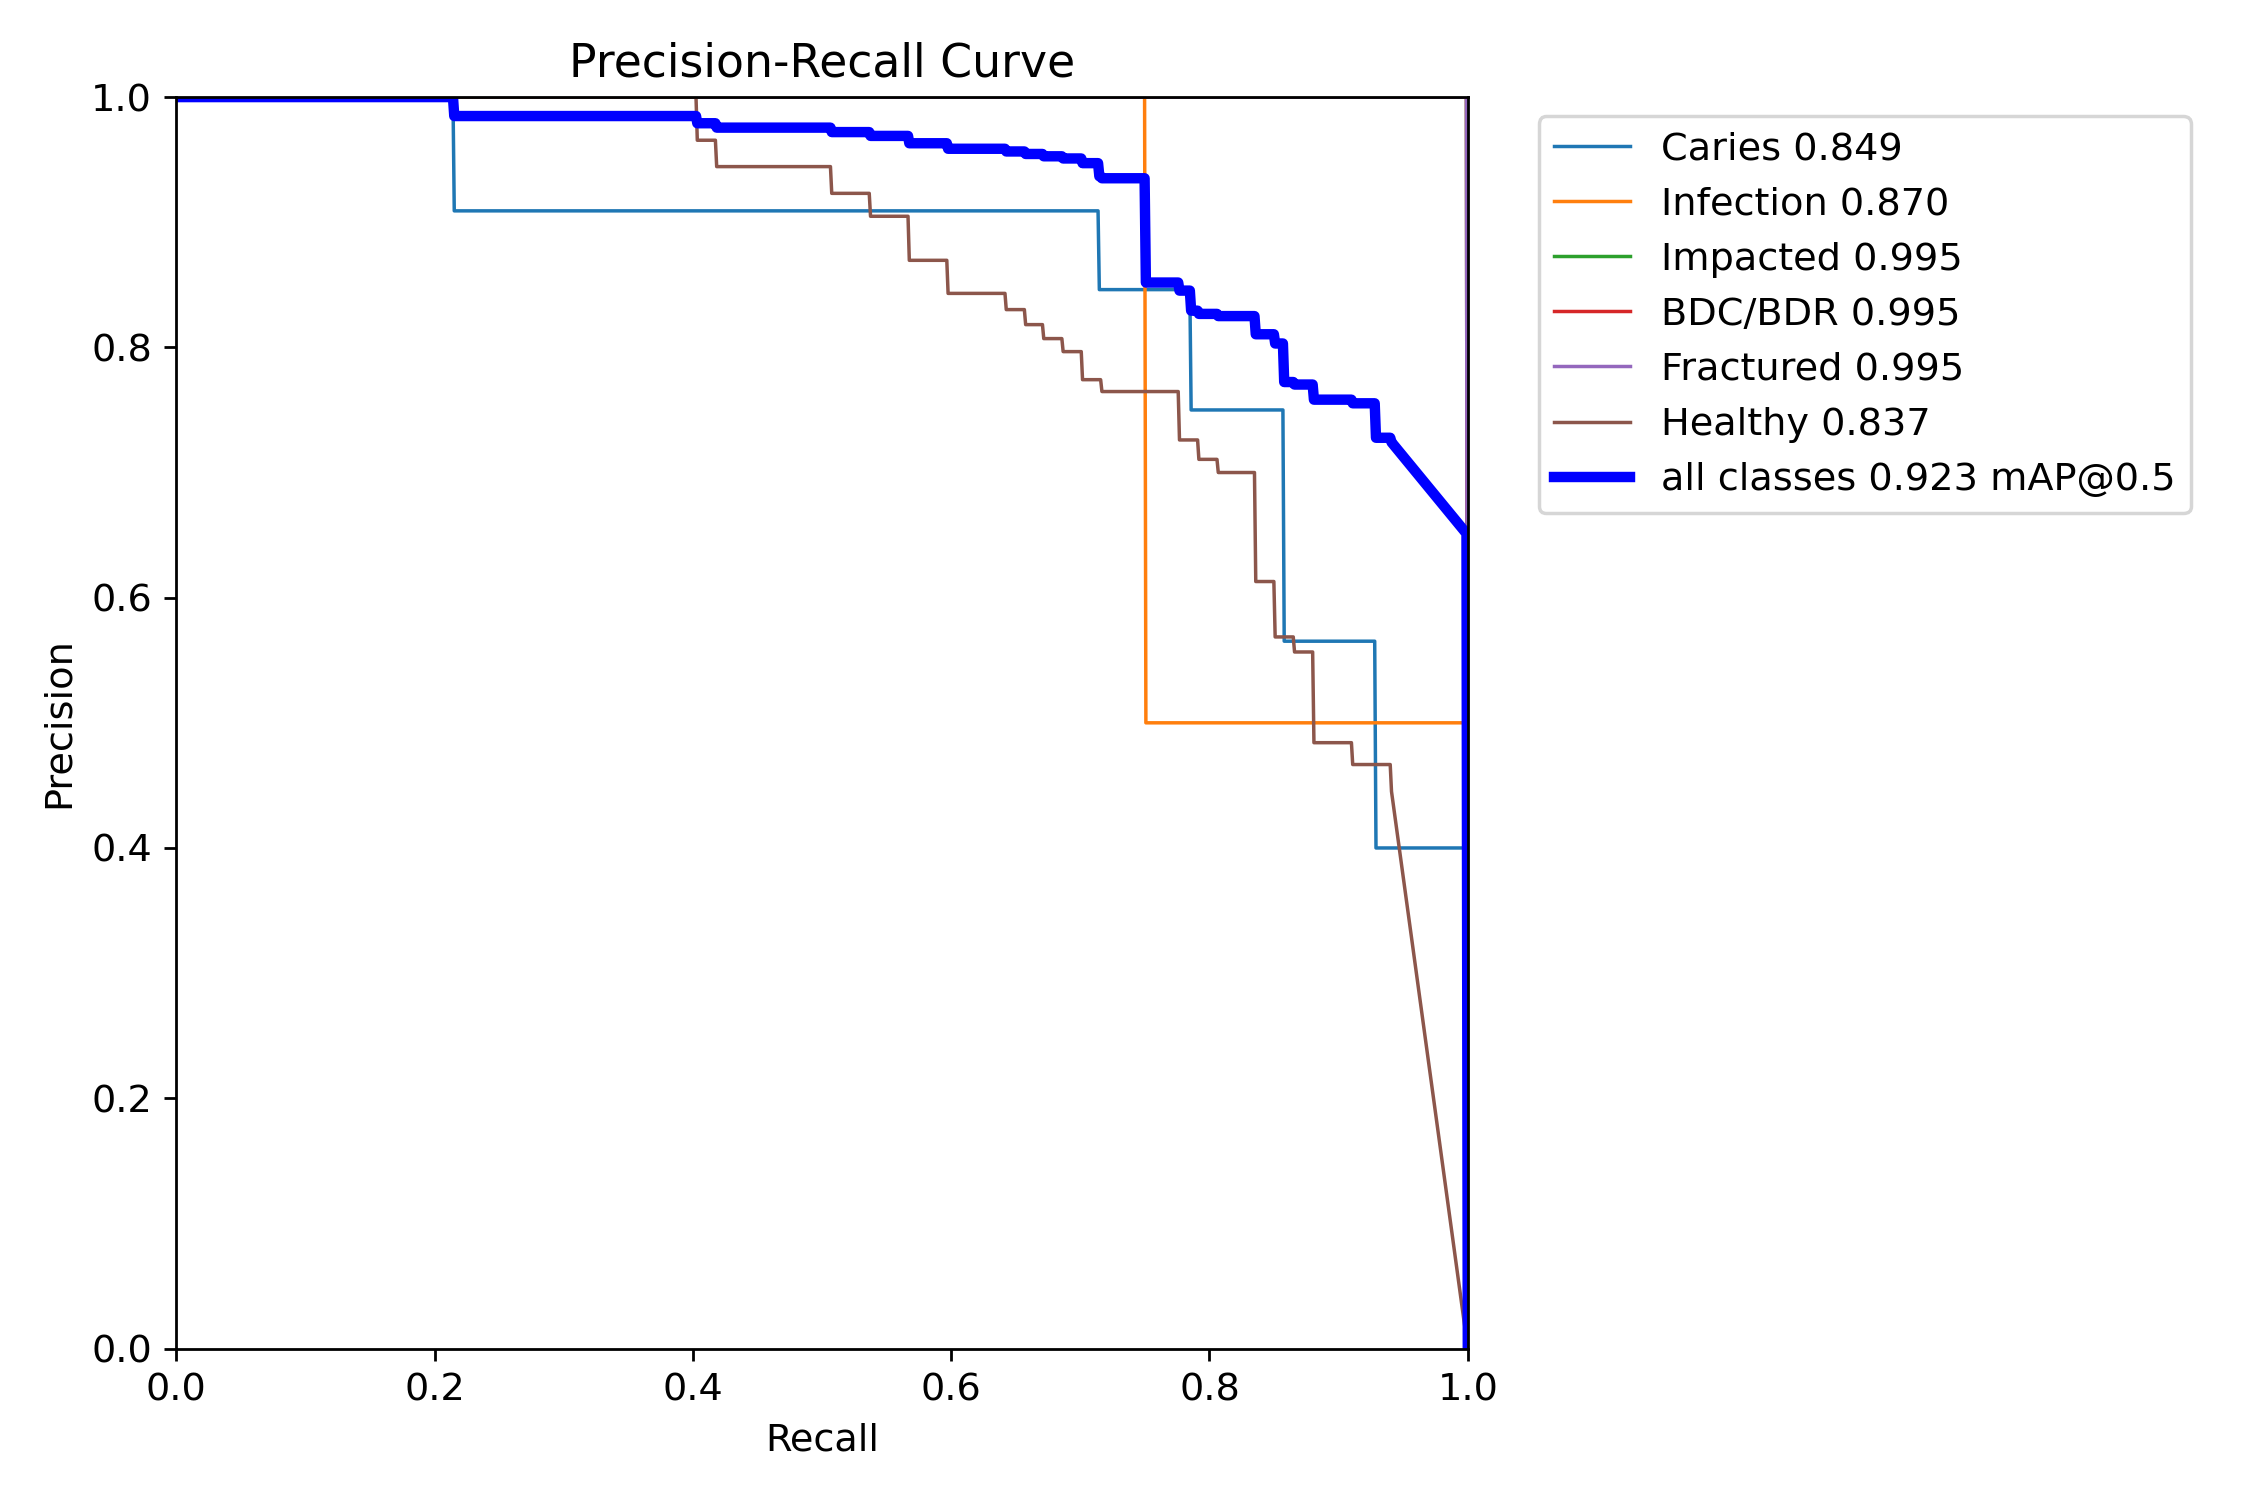 Precision-Recall Curve
1.0
0.8
0.6
0.4
0.2
0.0
Precision
0.0 0.2 0.4 0.6 0.8 1.0
Recall
Caries 0.849
Infection 0.870
Impacted 0.995
BDC/BDR 0.995
Fractured 0.995
Healthy 0.837
all classes 0.923 mAP@0.5